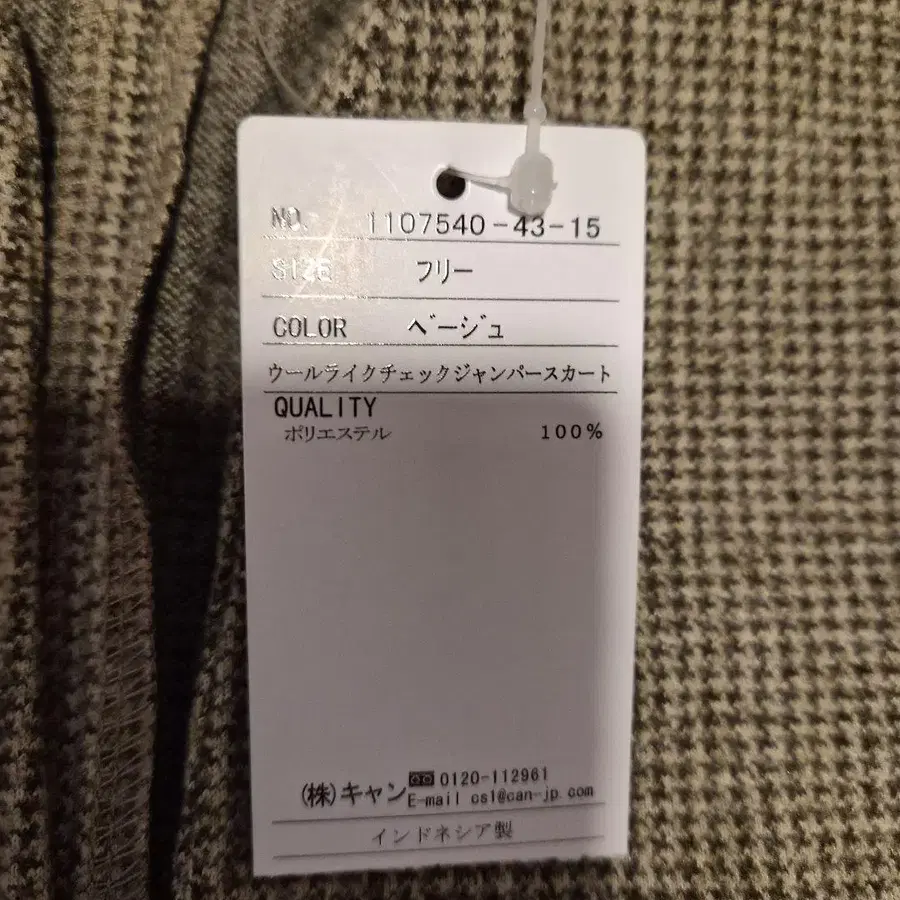 NO. 1107540-43-15
SIZE フリー
COLOR ベージュ
ウールライクチェックジャンパースカート
QUALITY
ポリエステル 100%
(株)キャン 0120-112961
E-mail cs1@can-jp.com
インドネシア製